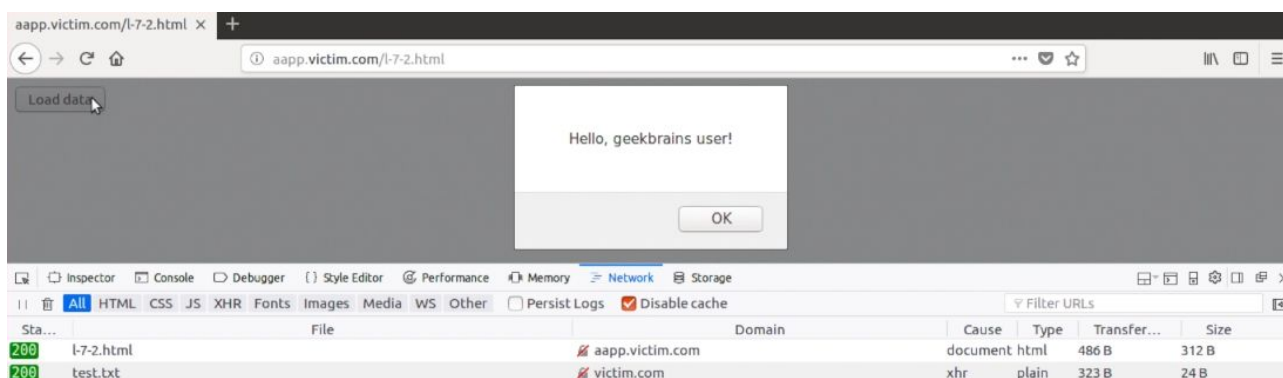 aapp.victim.com/l-7-2.html × +
aapp.victim.com/l-7-2.html
Load data
Hello, geekbrains user!
OK
Inspector Console Debugger {} Style Editor Performance Memory Network Storage
All HTML CSS JS XHR Fonts Images Media WS Other Persist Logs Disable cache Filter URLs
Sta... File Domain Cause Type Transfer... Size
200 l-7-2.html aapp.victim.com document html 486 B 312 B
200 test.txt victim.com xhr plain 323 B 24 B